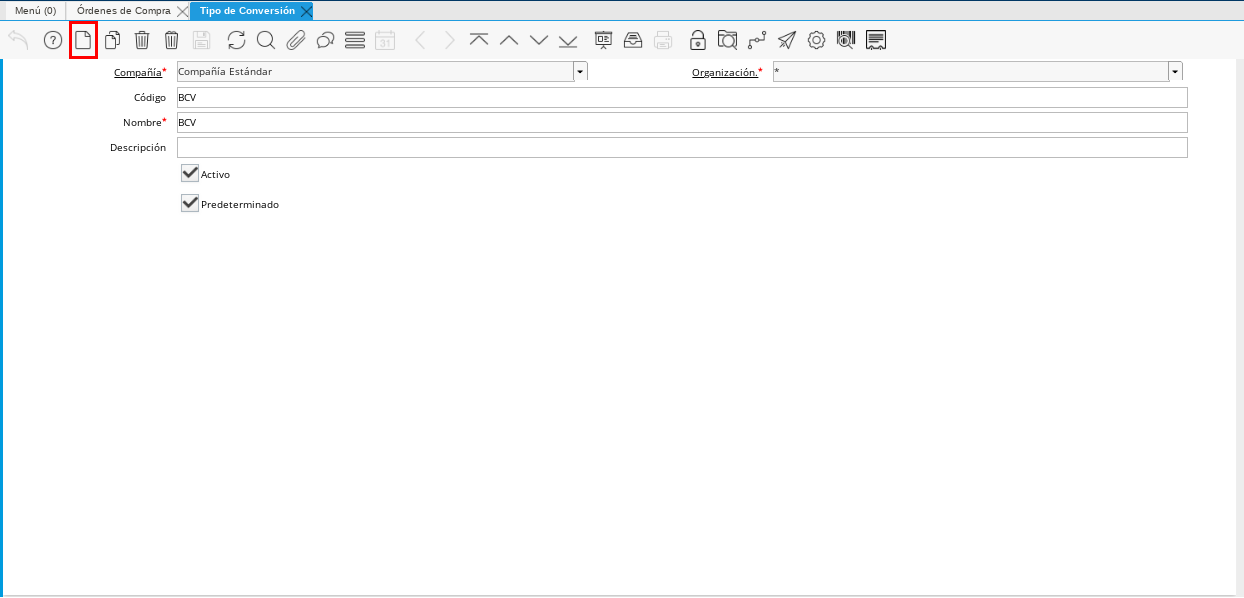 Menú (0) Órdenes de Compra Tipo de Conversión
? 31
Compañía* Compañía Estándar Organización.* *
Código BCV
Nombre* BCV
Descripción
Activo
Predeterminado